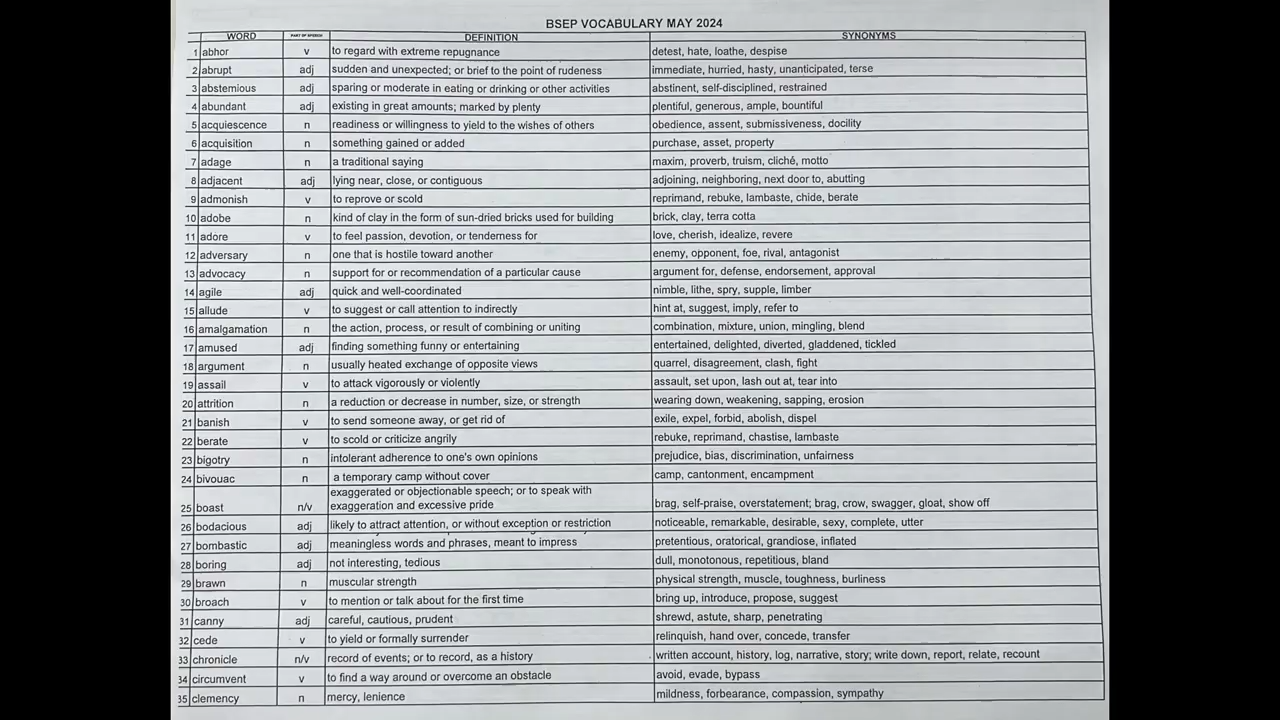 BSEP VOCABULARY MAY 2024
WORD PART OF SPEECH DEFINITION SYNONYMS
1 abhor v to regard with extreme repugnance detest, hate, loathe, despise
2 abrupt adj sudden and unexpected; or brief to the point of rudeness immediate, hurried, hasty, unanticipated, terse
3 abstemious adj sparing or moderate in eating or drinking or other activities abstinent, self-disciplined, restrained
4 abundant adj existing in great amounts; marked by plenty plentiful, generous, ample, bountiful
5 acquiescence n readiness or willingness to yield to the wishes of others obedience, assent, submissiveness, docility
6 acquisition n something gained or added purchase, asset, property
7 adage n a traditional saying maxim, proverb, truism, cliché, motto
8 adjacent adj lying near, close, or contiguous adjoining, neighboring, next door to, abutting
9 admonish v to reprove or scold reprimand, rebuke, lambaste, chide, berate
10 adobe n kind of clay in the form of sun-dried bricks used for building brick, clay, terra cotta
11 adore v to feel passion, devotion, or tenderness for love, cherish, idealize, revere
12 adversary n one that is hostile toward another enemy, opponent, foe, rival, antagonist
13 advocacy n support for or recommendation of a particular cause argument for, defense, endorsement, approval
14 agile adj quick and well-coordinated nimble, lithe, spry, supple, limber
15 allude v to suggest or call attention to indirectly hint at, suggest, imply, refer to
16 amalgamation n the action, process, or result of combining or uniting combination, mixture, union, mingling, blend
17 amused adj finding something funny or entertaining entertained, delighted, diverted, gladdened, tickled
18 argument n usually heated exchange of opposite views quarrel, disagreement, clash, fight
19 assail v to attack vigorously or violently assault, set upon, lash out at, tear into
20 attrition n a reduction or decrease in number, size, or strength wearing down, weakening, sapping, erosion
21 banish v to send someone away, or get rid of exile, expel, forbid, abolish, dispel
22 berate v to scold or criticize angrily rebuke, reprimand, chastise, lambaste
23 bigotry n intolerant adherence to one's own opinions prejudice, bias, discrimination, unfairness
24 bivouac n a temporary camp without cover camp, cantonment, encampment
exaggerated or objectionable speech; or to speak with
25 boast n/v exaggeration and excessive pride brag, self-praise, overstatement; brag, crow, swagger, gloat, show off
26 bodacious adj likely to attract attention, or without exception or restriction noticeable, remarkable, desirable, sexy, complete, utter
27 bombastic adj meaningless words and phrases, meant to impress pretentious, oratorical, grandiose, inflated
28 boring adj not interesting, tedious dull, monotonous, repetitious, bland
29 brawn n muscular strength physical strength, muscle, toughness, burliness
30 broach v to mention or talk about for the first time bring up, introduce, propose, suggest
31 canny adj careful, cautious, prudent shrewd, astute, sharp, penetrating
32 cede v to yield or formally surrender relinquish, hand over, concede, transfer
33 chronicle n/v record of events; or to record, as a history written account, history, log, narrative, story; write down, report, relate, recount
34 circumvent v to find a way around or overcome an obstacle avoid, evade, bypass
35 clemency n mercy, lenience mildness, forbearance, compassion, sympathy